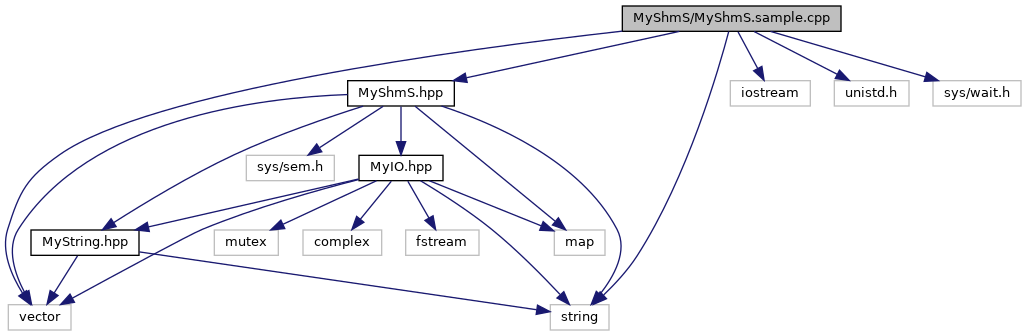 MyShmS/MyShmS.sample.cpp
MyShmS.hpp
iostream
unistd.h
sys/wait.h
sys/sem.h
MyIO.hpp
MyString.hpp
mutex
complex
fstream
map
vector
string